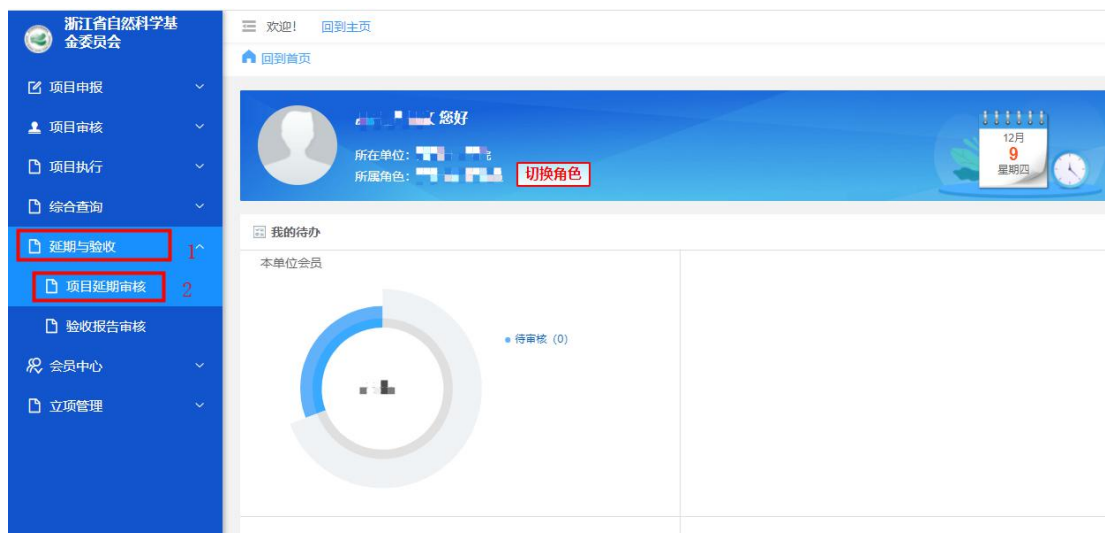 浙江省自然科学基
金委员会
欢迎! 回到主页
回到首页
项目申报
项目审核
项目执行
综合查询
延期与验收 1
项目延期审核 2
验收报告审核
会员中心
立项管理
您好
所在单位:
所属角色: 切换角色
12月
9
星期四
我的待办
本单位会员
待审核 (0)